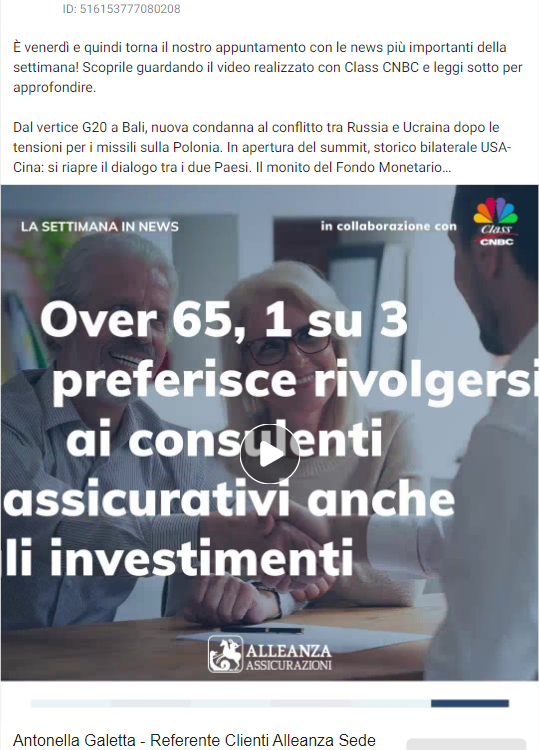 ID: 516153777080208
È venerdì e quindi torna il nostro appuntamento con le news più importanti della
settimana! Scoprile guardando il video realizzato con Class CNBC e leggi sotto per
approfondire.
Dal vertice G20 a Bali, nuova condanna al conflitto tra Russia e Ucraina dopo le
tensioni per i missili sulla Polonia. In apertura del summit, storico bilaterale USA-
Cina: si riapre il dialogo tra i due Paesi. Il monito del Fondo Monetario...
LA SETTIMANA IN NEWS
in collaborazione con
Class
CNBC
Over 65, 1 su 3
preferisce rivolgersi
ai consulenti
assicurativi anche
li investimenti
ALLEANZA
ASSICURAZIONI
Antonella Galetta - Referente Clienti Alleanza Sede